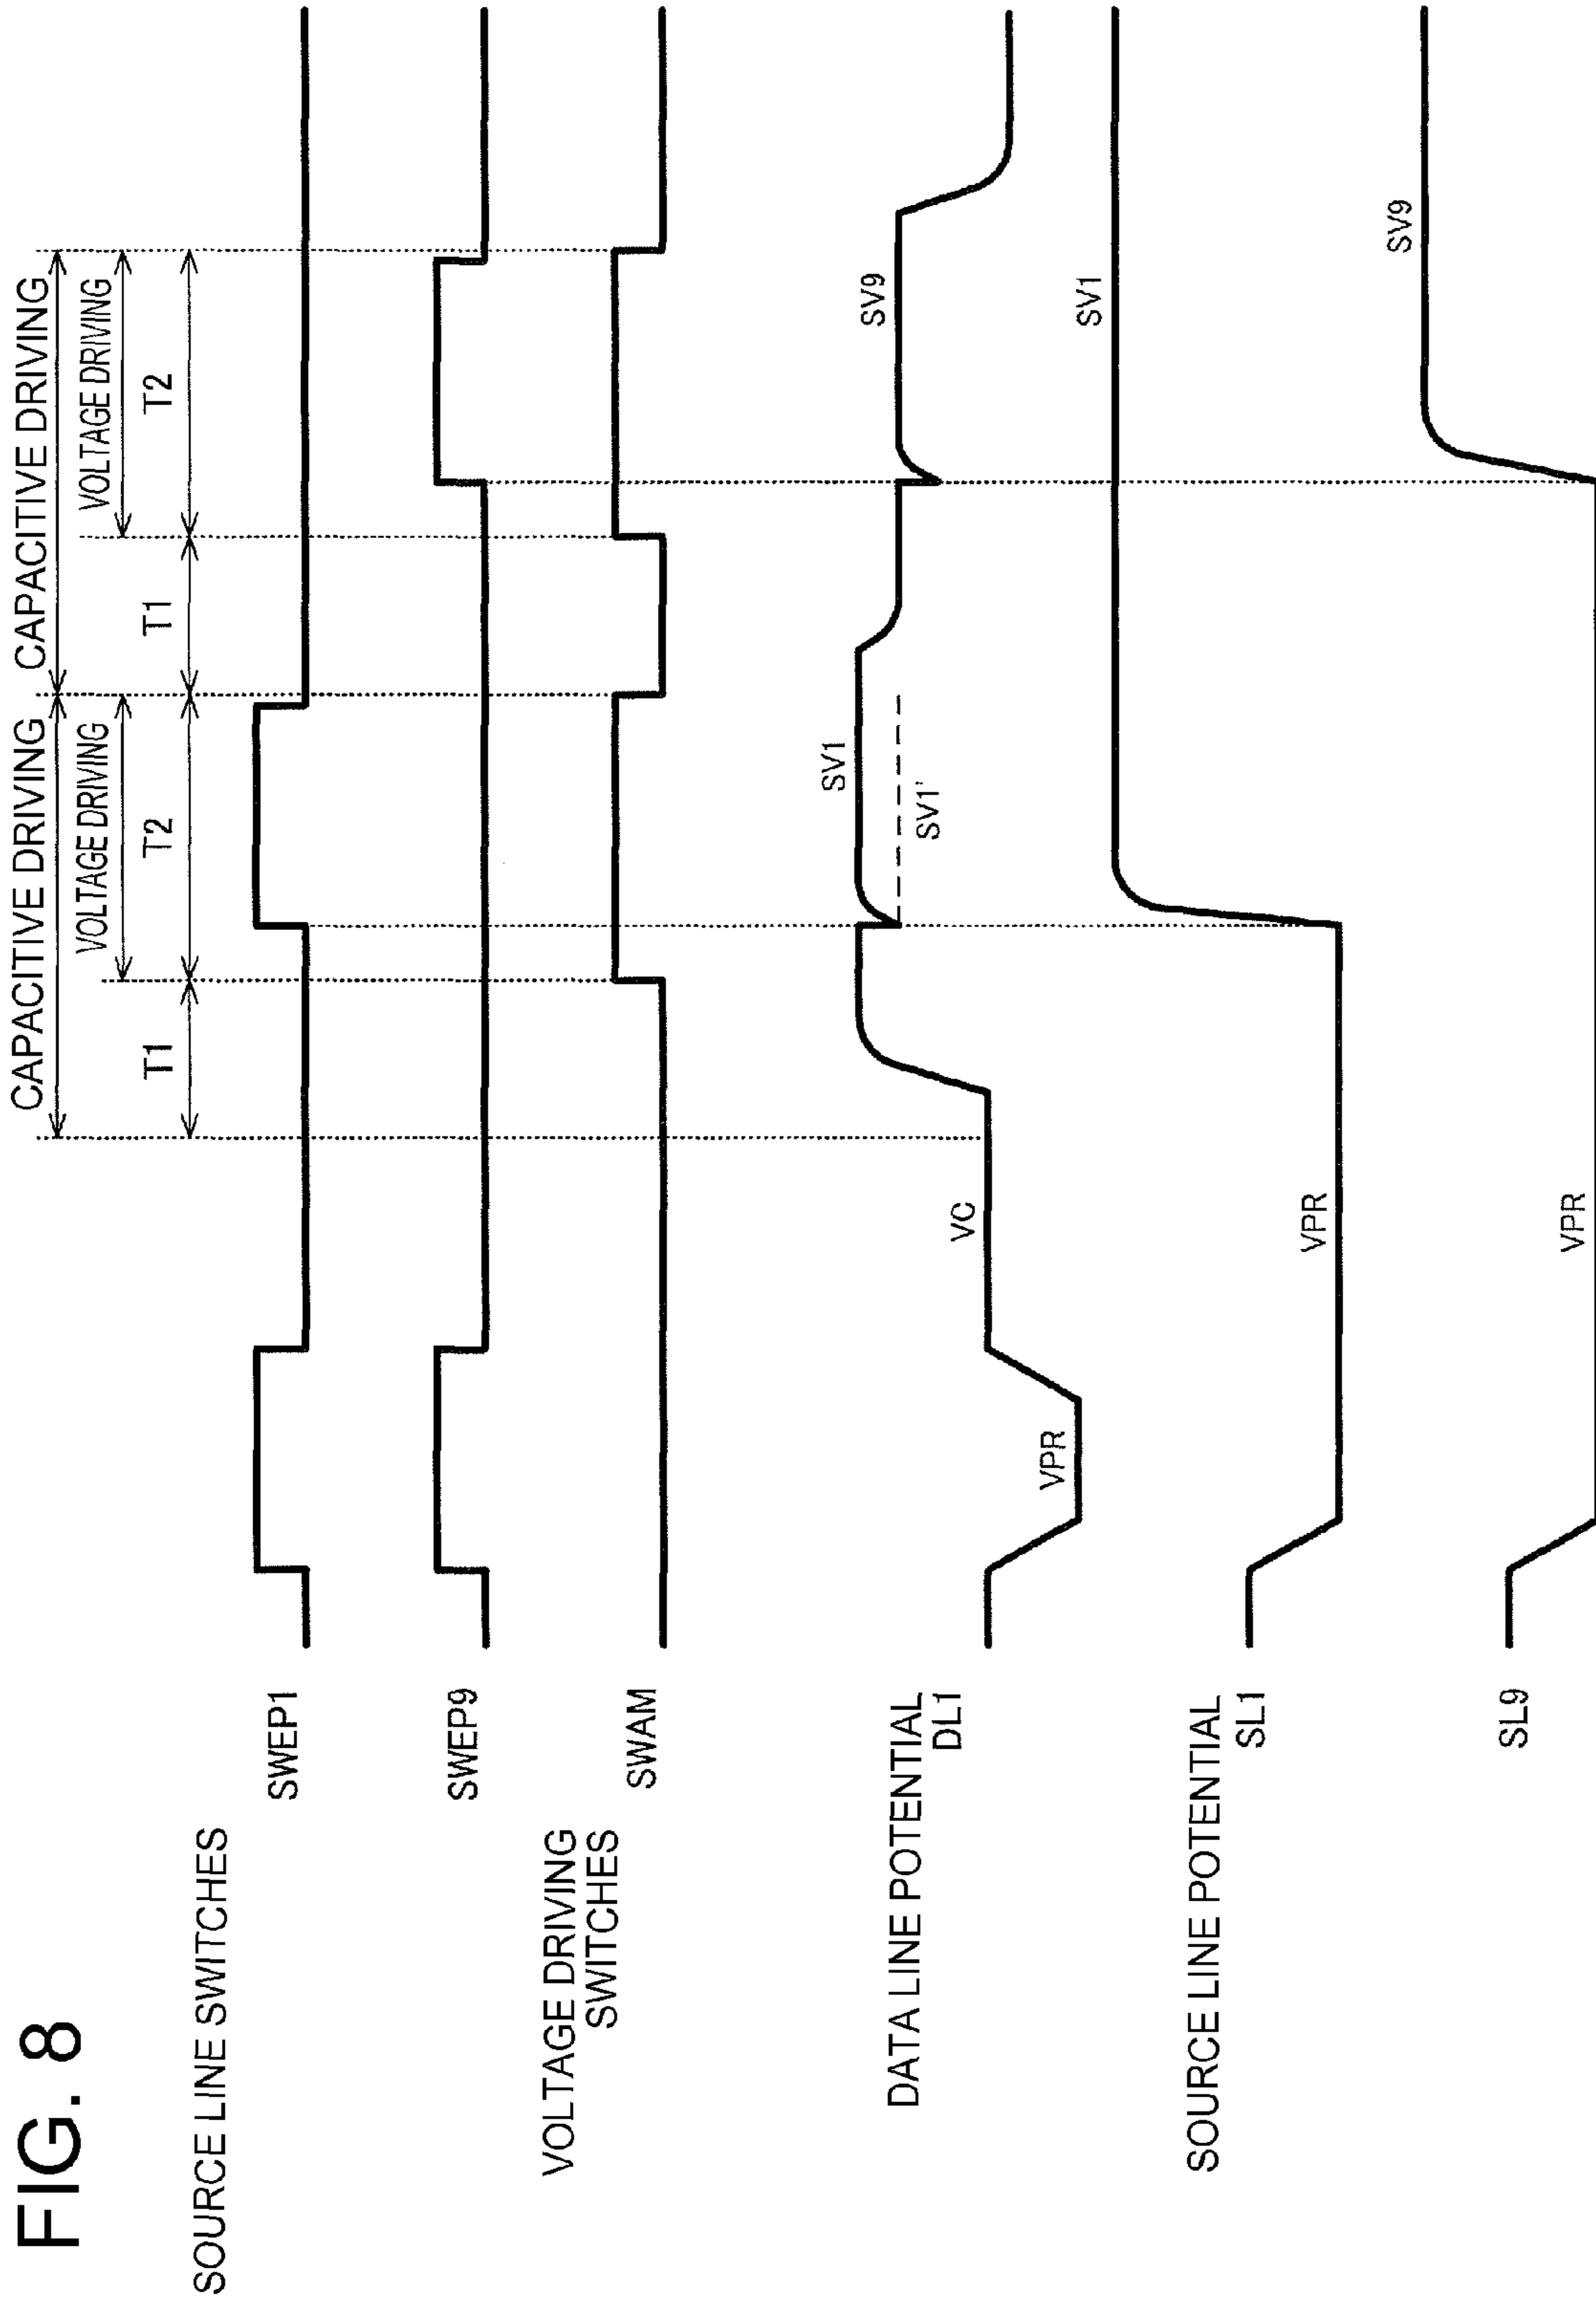 FIG. 8
CAPACITIVE DRIVING CAPACITIVE DRIVING
VOLTAGE DRIVING VOLTAGE DRIVING
T1 T2 T1 T2
SOURCE LINE SWITCHES
SWEP1
SWEP9
VOLTAGE DRIVING
SWITCHES
SWAM
DATA LINE POTENTIAL
DL1
VPR
VC
SV1
SV1'
SV9
SOURCE LINE POTENTIAL
SL1
VPR
SV1
SL9
VPR
SV9